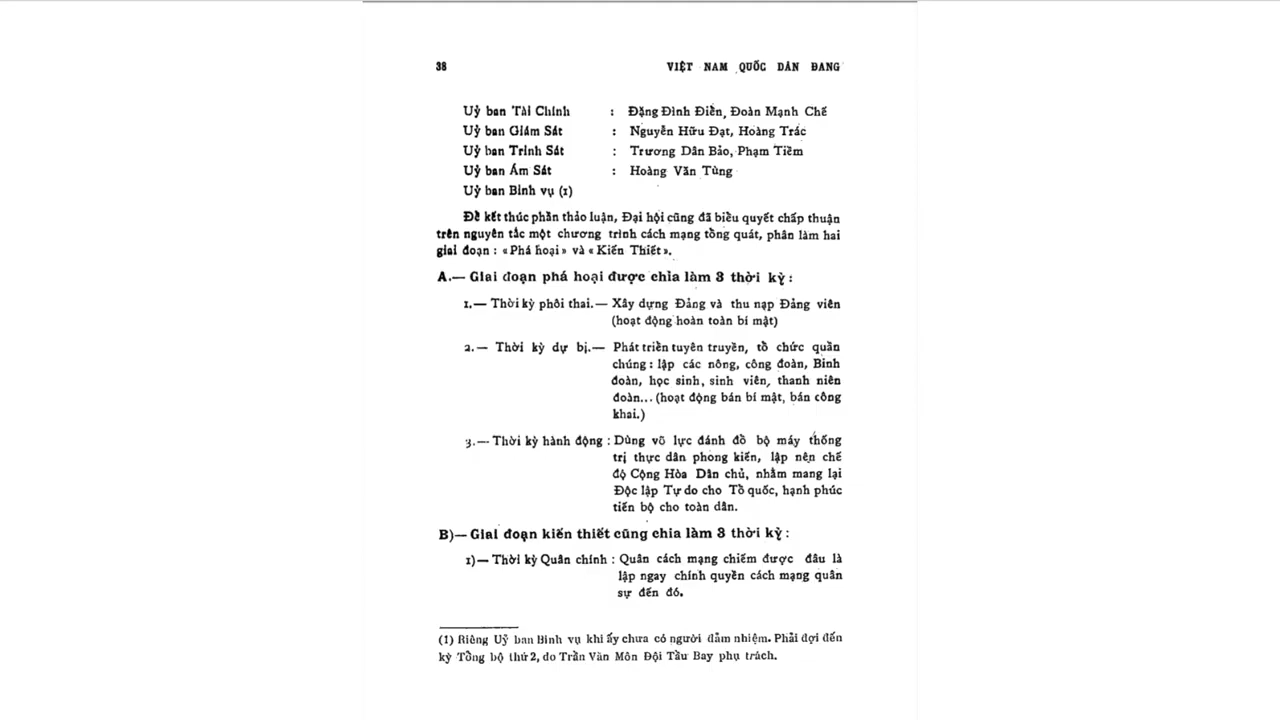 38 VIỆT NAM QUỐC DÂN ĐANG
Uỷ ban Tài Chính : Đặng Đình Điền, Đoàn Mạnh Chế
Uỷ ban Giám Sát : Nguyễn Hữu Đạt, Hoàng Trác
Uỷ ban Trinh Sát : Trương Dân Bảo, Phạm Tiềm
Uỷ ban Ám Sát : Hoàng Văn Tùng
Uỷ ban Binh vụ (1)
Để kết thúc phần thảo luận, Đại hội cũng đã biểu quyết chấp thuận
trên nguyên tắc một chương trình cách mạng tổng quát, phân làm hai
giai đoạn : «Phá hoại» và «Kiến Thiết».
A.— Giai đoạn phá hoại được chia làm 3 thời kỳ :
1.— Thời kỳ phôi thai.— Xây dựng Đảng và thu nạp Đảng viên
(hoạt động hoàn toàn bí mật)
2.— Thời kỳ dự bị.— Phát triển tuyên truyền, tổ chức quần
chúng : lập các nông, công đoàn, Binh
đoàn, học sinh, sinh viên, thanh niên
đoàn... (hoạt động bán bí mật, bán công
khai.)
3.— Thời kỳ hành động : Dùng võ lực đánh đổ bộ máy thống
trị thực dân phong kiến, lập nên chế
độ Cộng Hòa Dân chủ, nhằm mang lại
Độc lập Tự do cho Tổ quốc, hạnh phúc
tiến bộ cho toàn dân.
B)— Giai đoạn kiến thiết cũng chia làm 3 thời kỳ :
1)— Thời kỳ Quân chính : Quân cách mạng chiếm được đâu là
lập ngay chính quyền cách mạng quân
sự đến đó.
(1) Riêng Uỷ ban Binh vụ khi ấy chưa có người đảm nhiệm. Phải đợi đến
kỳ Tổng bộ thứ 2, do Trần Văn Môn Đội Tầu Bay phụ trách.